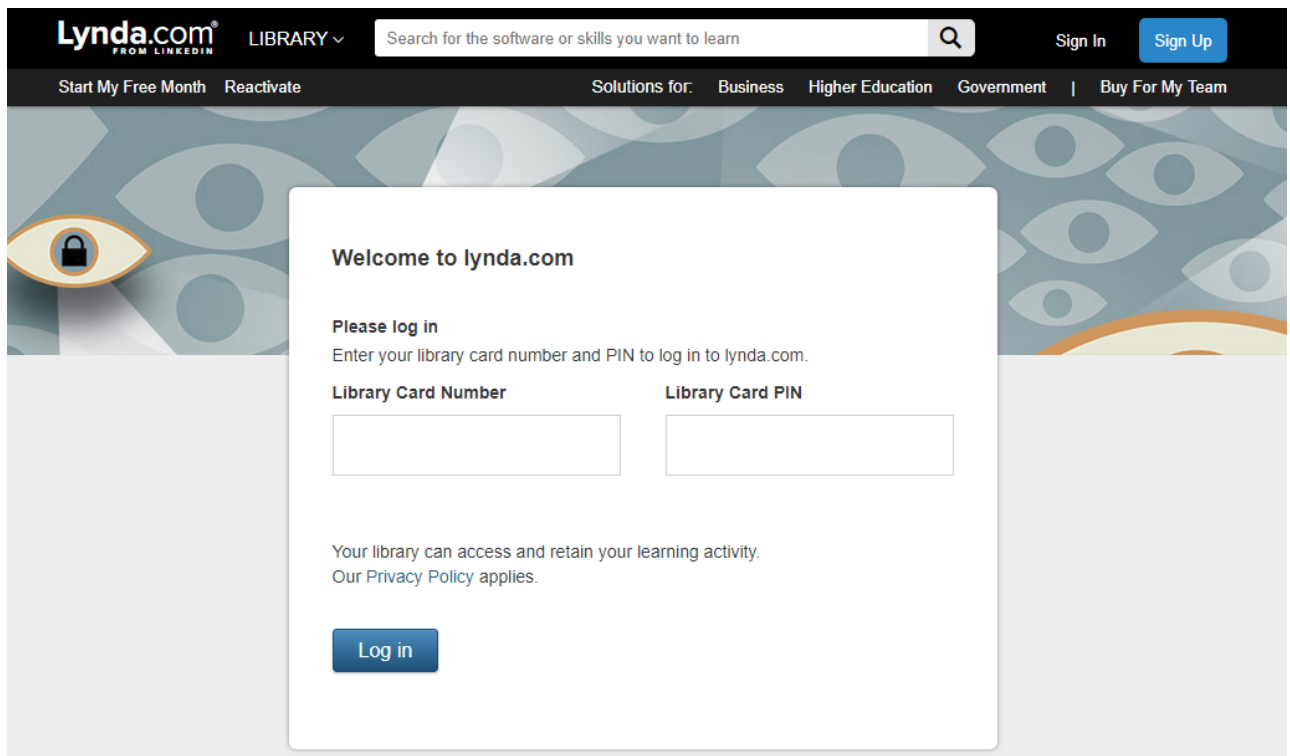 Lynda.com®
FROM LINKEDIN
LIBRARY
Search for the software or skills you want to learn
Sign In
Sign Up
Start My Free Month Reactivate
Solutions for: Business Higher Education Government | Buy For My Team
Welcome to lynda.com
Please log in
Enter your library card number and PIN to log in to lynda.com.
Library Card Number
Library Card PIN
Your library can access and retain your learning activity.
Our Privacy Policy applies.
Log in